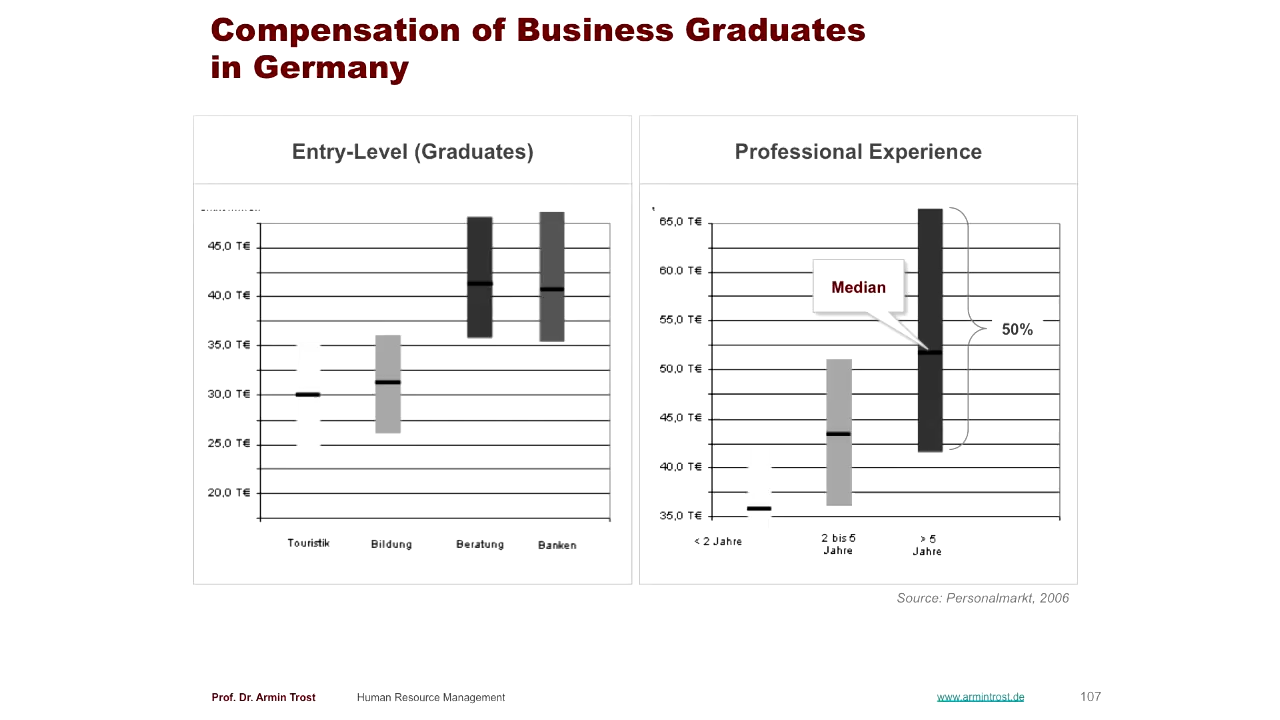 Compensation of Business Graduates
in Germany
Entry-Level (Graduates)
45,0 T€
40,0 T€
35,0 T€
30,0 T€
25,0 T€
20,0 T€
Touristik
Bildung
Beratung
Banken
Professional Experience
65,0 T€
60.0 T€
55,0 T€
50,0 T€
45,0 T€
40,0 T€
35,0 T€
Median
50%
< 2 Jahre
2 bis 5
Jahre
> 5
Jahre
Source: Personalmarkt, 2006
Prof. Dr. Armin Trost
Human Resource Management
www.armintrost.de
107